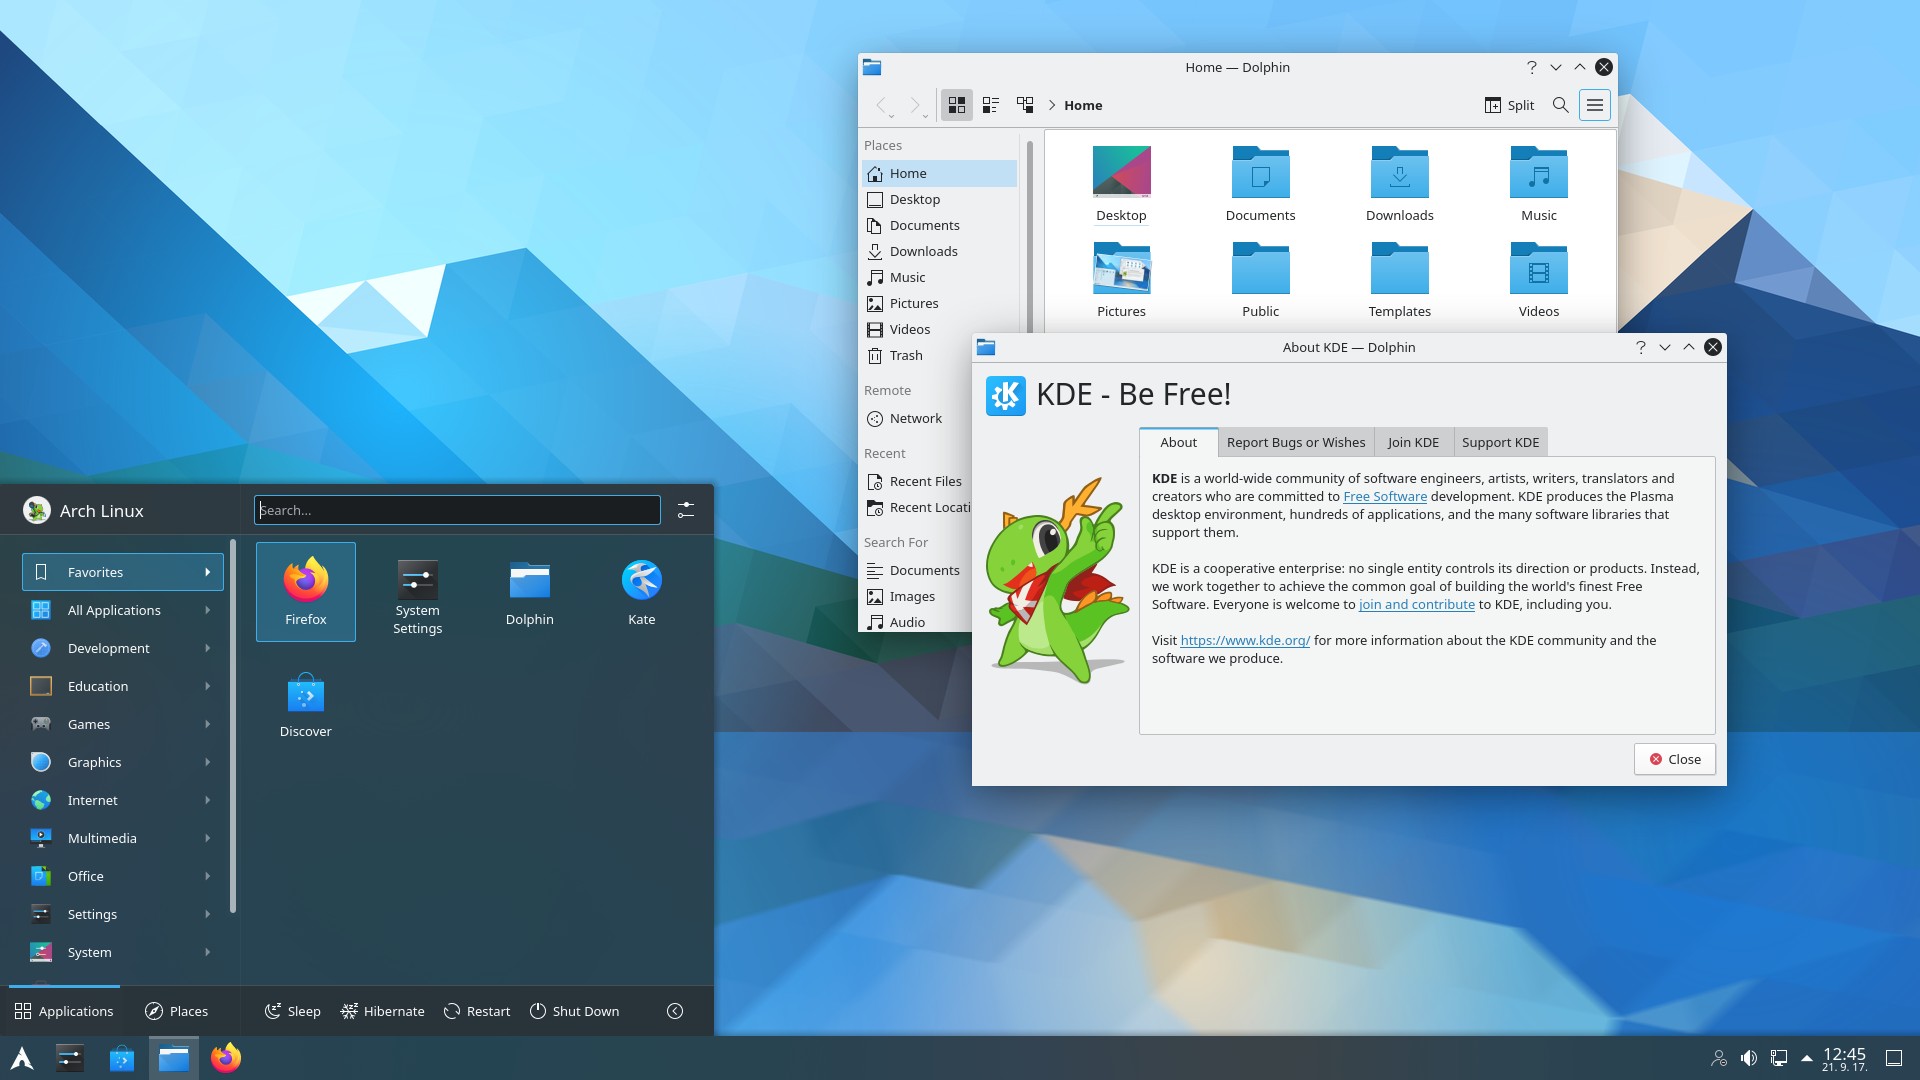 Home — Dolphin
Home
Split
Places
Home
Desktop
Documents
Downloads
Music
Pictures
Videos
Trash
Remote
Network
Recent
Recent Files
Recent Locati
Search For
Documents
Images
Audio
Desktop
Documents
Downloads
Music
Pictures
Public
Templates
Videos
About KDE — Dolphin
KDE - Be Free!
About
Report Bugs or Wishes
Join KDE
Support KDE
KDE is a world-wide community of software engineers, artists, writers, translators and
creators who are committed to Free Software development. KDE produces the Plasma
desktop environment, hundreds of applications, and the many software libraries that
support them.
KDE is a cooperative enterprise: no single entity controls its direction or products. Instead,
we work together to achieve the common goal of building the world's finest Free
Software. Everyone is welcome to join and contribute to KDE, including you.
Visit https://www.kde.org/ for more information about the KDE community and the
software we produce.
Close
Arch Linux
Search...
Favorites
All Applications
Development
Education
Games
Graphics
Internet
Multimedia
Office
Settings
System
Firefox
System
Settings
Dolphin
Kate
Discover
Applications
Places
Sleep
Hibernate
Restart
Shut Down
12:45
21. 9. 17.